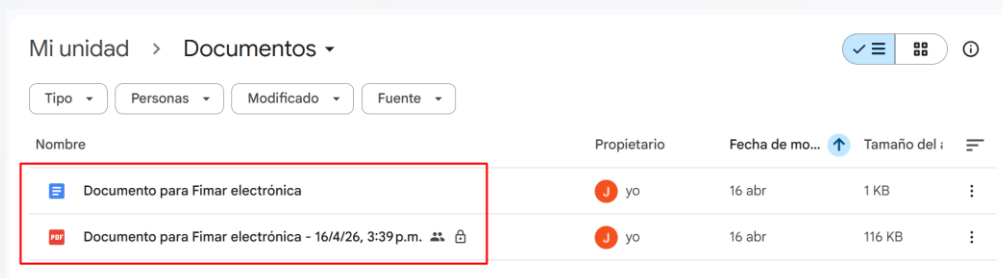 Mi unidad > Documentos
Tipo Personas Modificado Fuente
Nombre Propietario Fecha de mo... Tamaño del
Documento para Fimar electrónica J yo 16 abr 1 KB
PDF Documento para Fimar electrónica - 16/4/26, 3:39 p.m. J yo 16 abr 116 KB